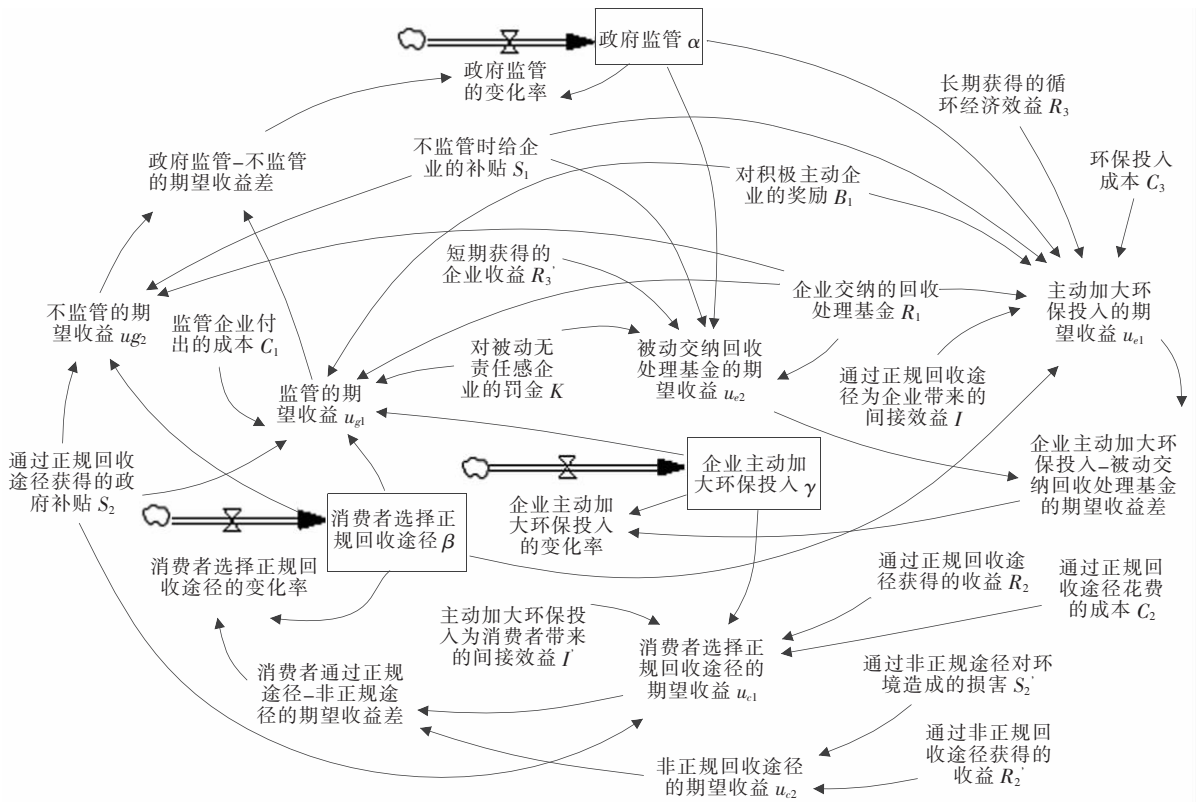 政府监管 α
政府监管
的变化率
长期获得的循
环经济效益 R₃
政府监管–不监管
的期望收益差
不监管时给企
业的补贴 S₁
对积极主动企
业的奖励 B₁
环保投入
成本 C₃
短期获得的
企业收益 R₃'
不监管的期
望收益 ug₂
监管企业付
出的成本 C₁
企业交纳的回收
处理基金 R₁
主动加大环
保投入的期
望收益 uₑ₁
对被动无
责任感企
业的罚金 K
被动交纳回收
处理基金的期
望收益 uₑ₂
监管的期
望收益 u_g1
通过正规回收途
径为企业带来的
间接效益 I
通过正规回收
途径获得的政
府补贴 S₂
企业主动加
大环保投入 γ
企业主动加大环
保投入–被动交
纳回收处理基金
的期望收益差
企业主动加
大环保投入
的变化率
消费者选择正
规回收途径 β
消费者选择正规回
收途径的变化率
通过正规回收途
径获得的收益 R₂
通过正规回
收途径花费
的成本 C₂
主动加大环保投
入为消费者带来
的间接效益 I'
消费者选择正
规回收途径的
期望收益 u_c1
通过非正规途径对环
境造成的损害 S₂'
消费者通过正规
途径–非正规途
径的期望收益差
通过非正规回
收途径获得的
收益 R₂'
非正规回收途径
的期望收益 u_c2